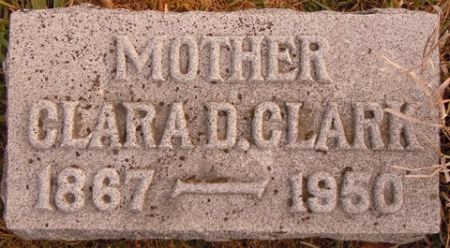 MOTHER
CLARA D. CLARK
1867 — 1950